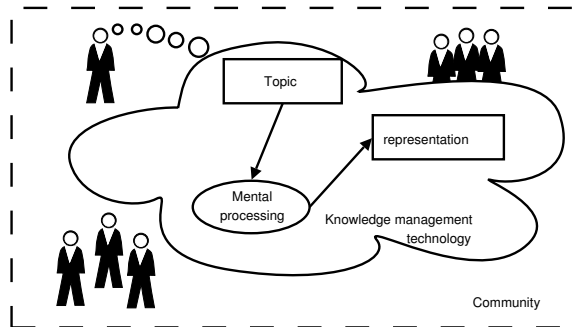 Topic
representation
Mental
processing
Knowledge management
technology
Community